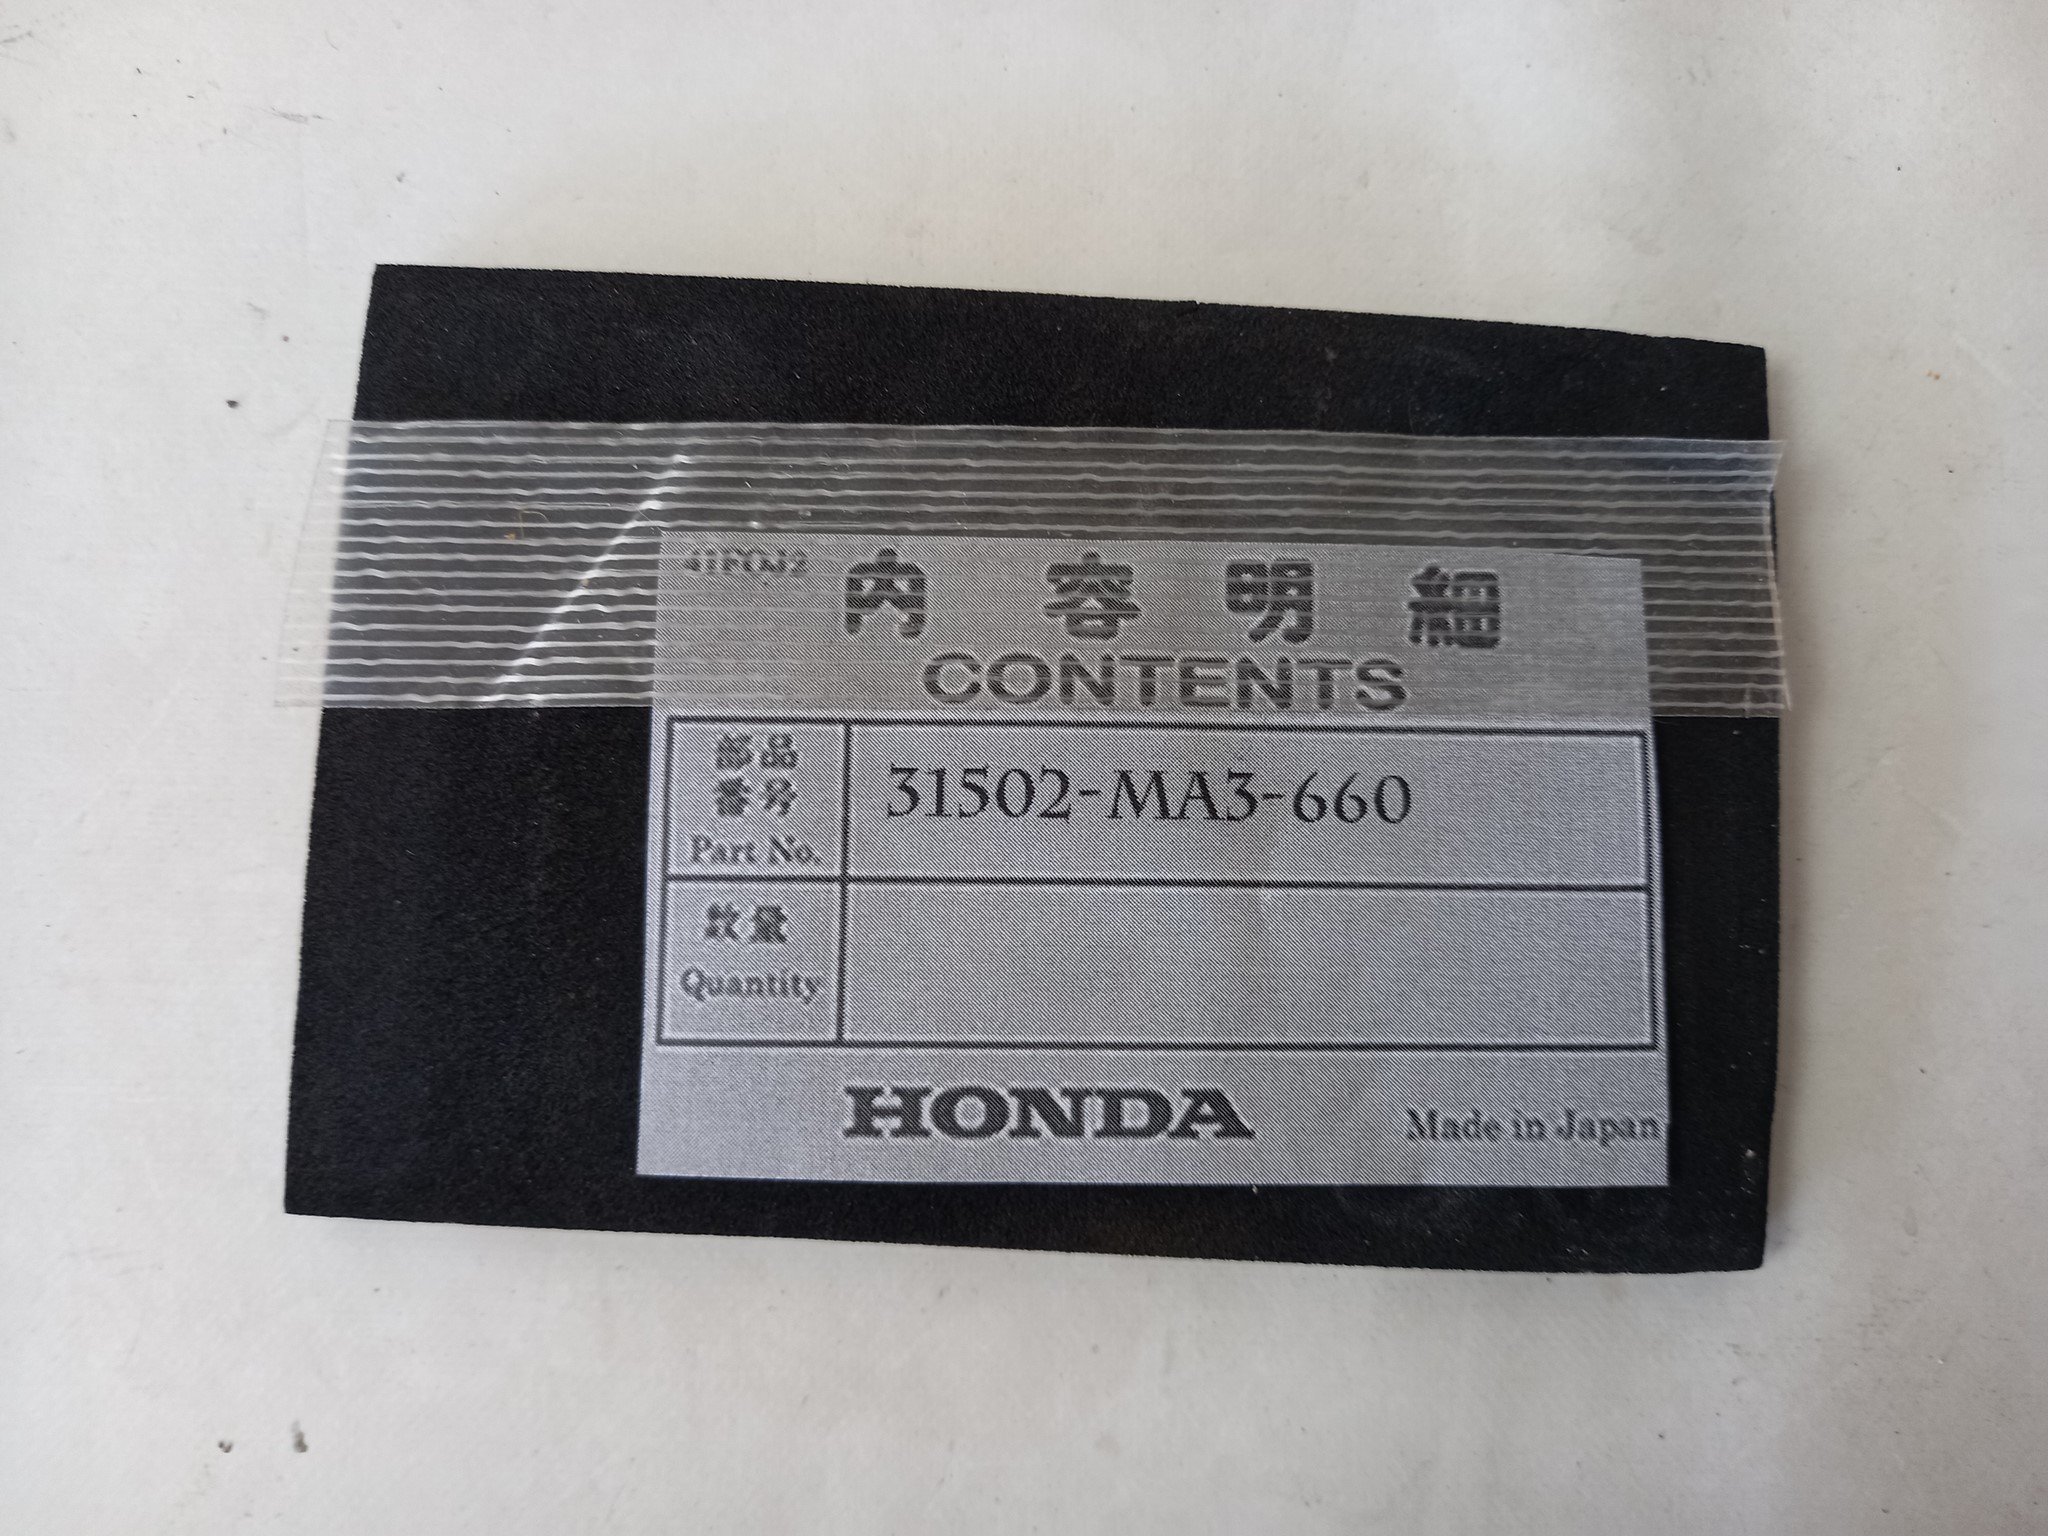 内容明細
CONTENTS
部品
番号
Part No.
31502-MA3-660
数量
Quantity
HONDA
Made in Japan